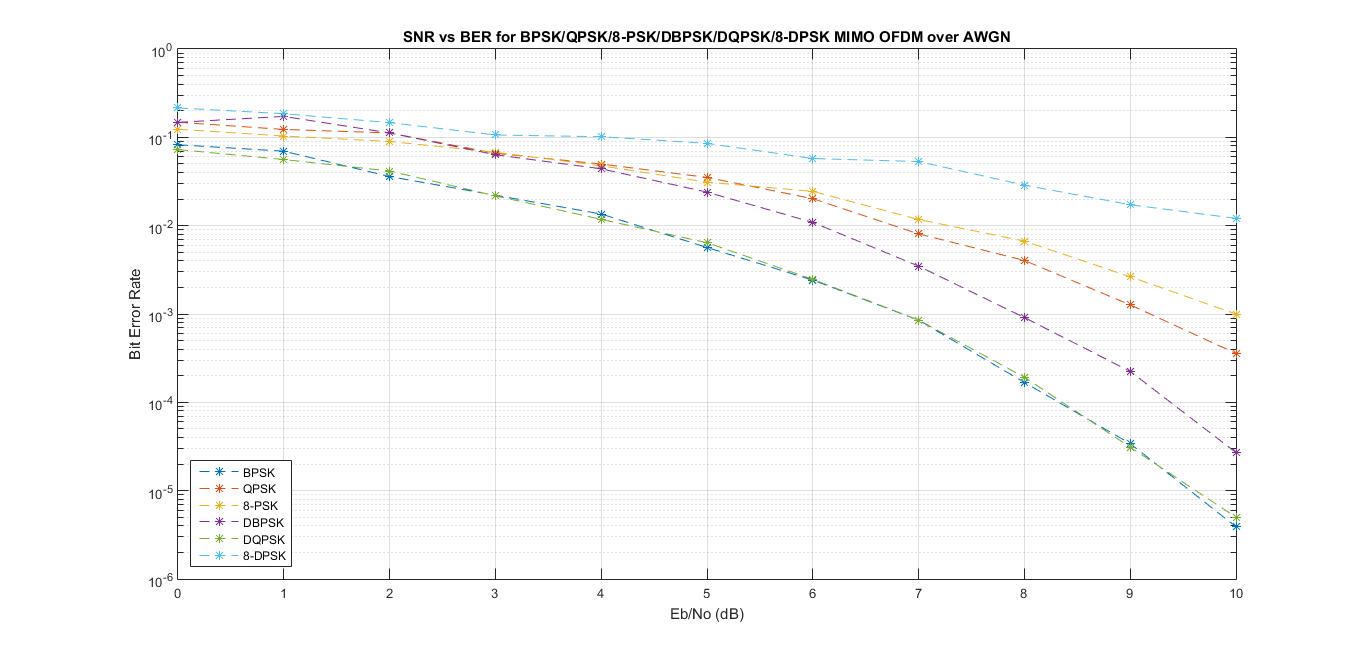 SNR vs BER for BPSK/QPSK/8-PSK/DBPSK/DQPSK/8-DPSK MIMO OFDM over AWGN
10^0
10^-1
10^-2
10^-3
10^-4
10^-5
10^-6
Bit Error Rate
BPSK
QPSK
8-PSK
DBPSK
DQPSK
8-DPSK
0 1 2 3 4 5 6 7 8 9 10
Eb/No (dB)